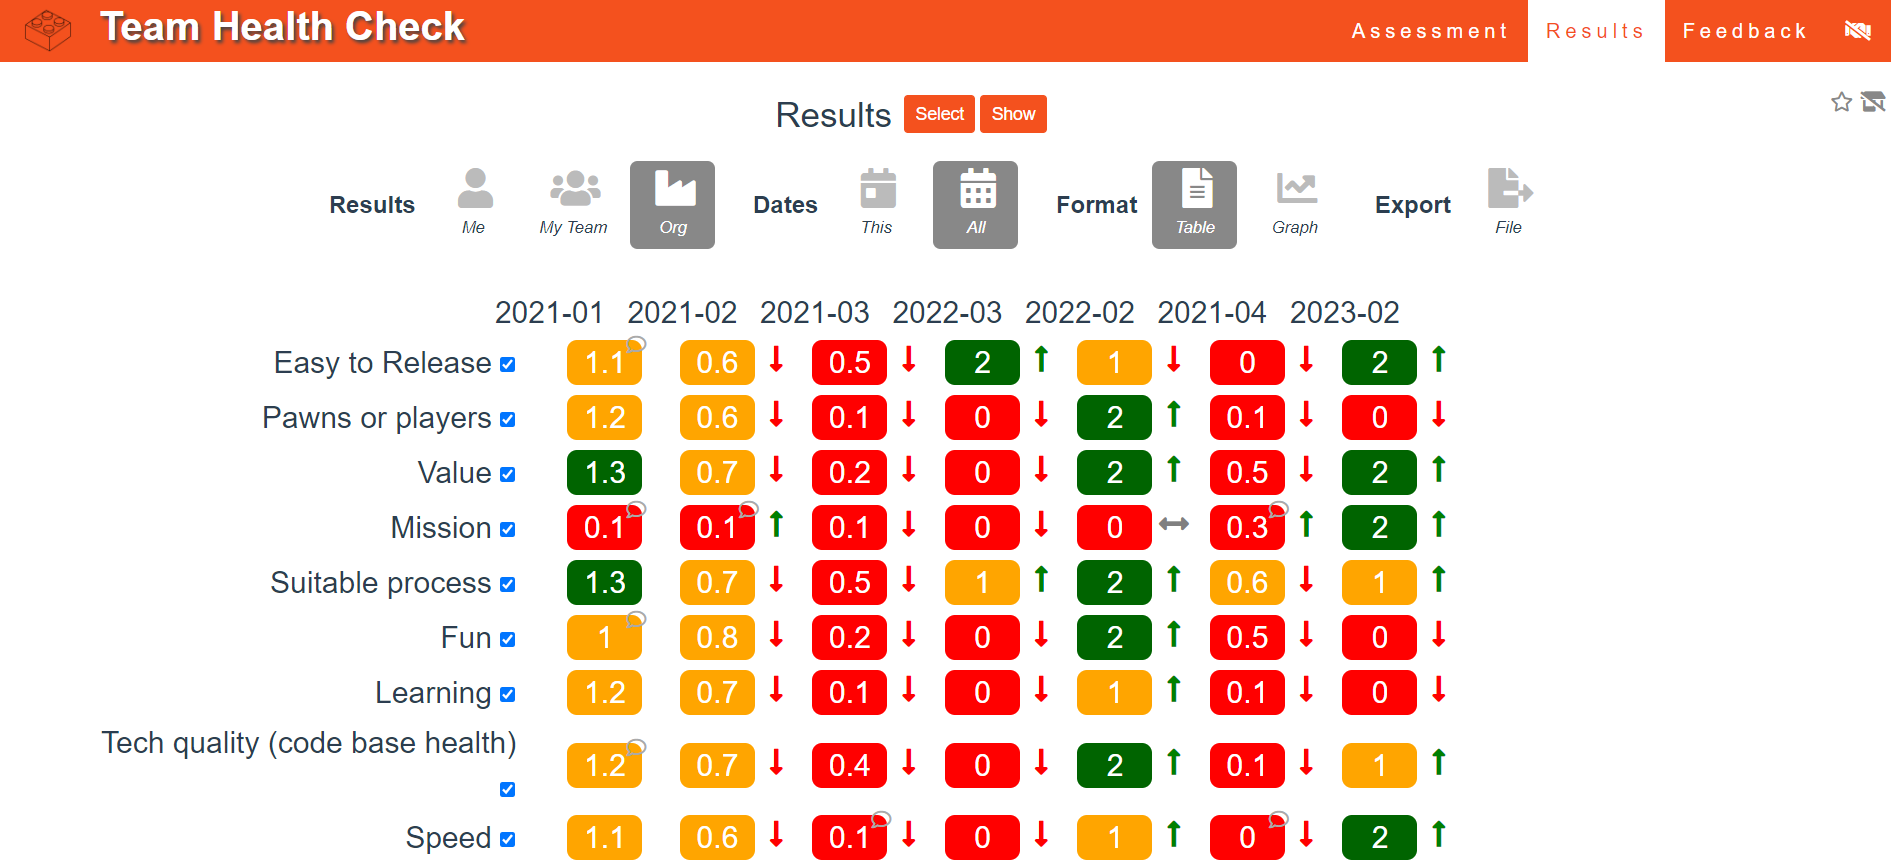 Team Health Check
Assessment Results Feedback
Results Select Show
Results Me My Team Org Dates This All Format Table Graph Export File
2021-01 2021-02 2021-03 2022-03 2022-02 2021-04 2023-02
Easy to Release 1.1 0.6 0.5 2 1 0 2
Pawns or players 1.2 0.6 0.1 0 2 0.1 0
Value 1.3 0.7 0.2 0 2 0.5 2
Mission 0.1 0.1 0.1 0 0 0.3 2
Suitable process 1.3 0.7 0.5 1 2 0.6 1
Fun 1 0.8 0.2 0 2 0.5 0
Learning 1.2 0.7 0.1 0 1 0.1 0
Tech quality (code base health) 1.2 0.7 0.4 0 2 0.1 1
Speed 1.1 0.6 0.1 0 1 0 2